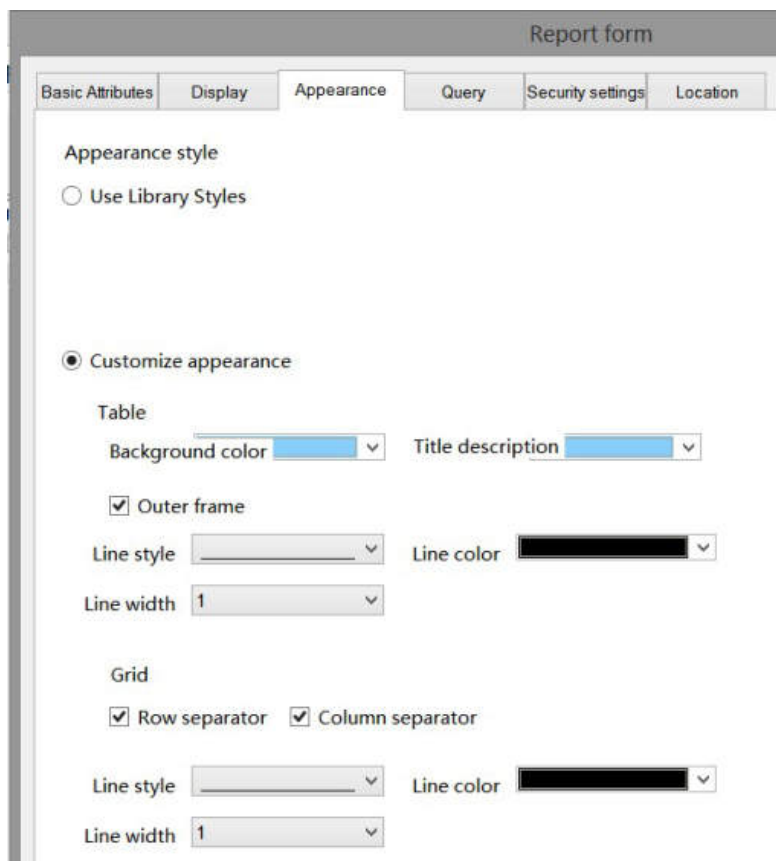 Report form
Basic Attributes Display Appearance Query Security settings Location
Appearance style
Use Library Styles
Customize appearance
Table
Background color Title description
Outer frame
Line style Line color
Line width 1
Grid
Row separator Column separator
Line style Line color
Line width 1